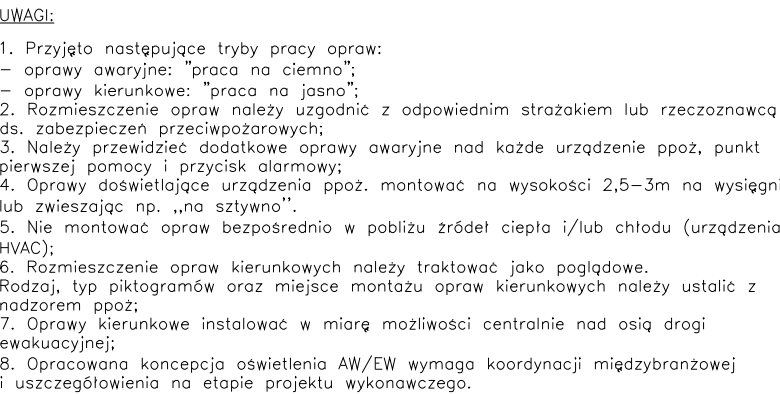 UWAGI:
1. Przyjęto następujące tryby pracy opraw:
– oprawy awaryjne: "praca na ciemno";
– oprawy kierunkowe: "praca na jasno";
2. Rozmieszczenie opraw należy uzgodnić z odpowiednim strażakiem lub rzeczoznawcą
ds. zabezpieczeń przeciwpożarowych;
3. Należy przewidzieć dodatkowe oprawy awaryjne nad każde urządzenie ppoż, punkt
pierwszej pomocy i przycisk alarmowy;
4. Oprawy doświetlające urządzenia ppoż. montować na wysokości 2,5–3m na wysięgni
lub zwieszając np. ,,na sztywno''.
5. Nie montować opraw bezpośrednio w pobliżu źródeł ciepła i/lub chłodu (urządzenia
HVAC);
6. Rozmieszczenie opraw kierunkowych należy traktować jako poglądowe.
Rodzaj, typ piktogramów oraz miejsce montażu opraw kierunkowych należy ustalić z
nadzorem ppoż;
7. Oprawy kierunkowe instalować w miarę możliwości centralnie nad osią drogi
ewakuacyjnej;
8. Opracowana koncepcja oświetlenia AW/EW wymaga koordynacji międzybranżowej
i uszczegółowienia na etapie projektu wykonawczego.